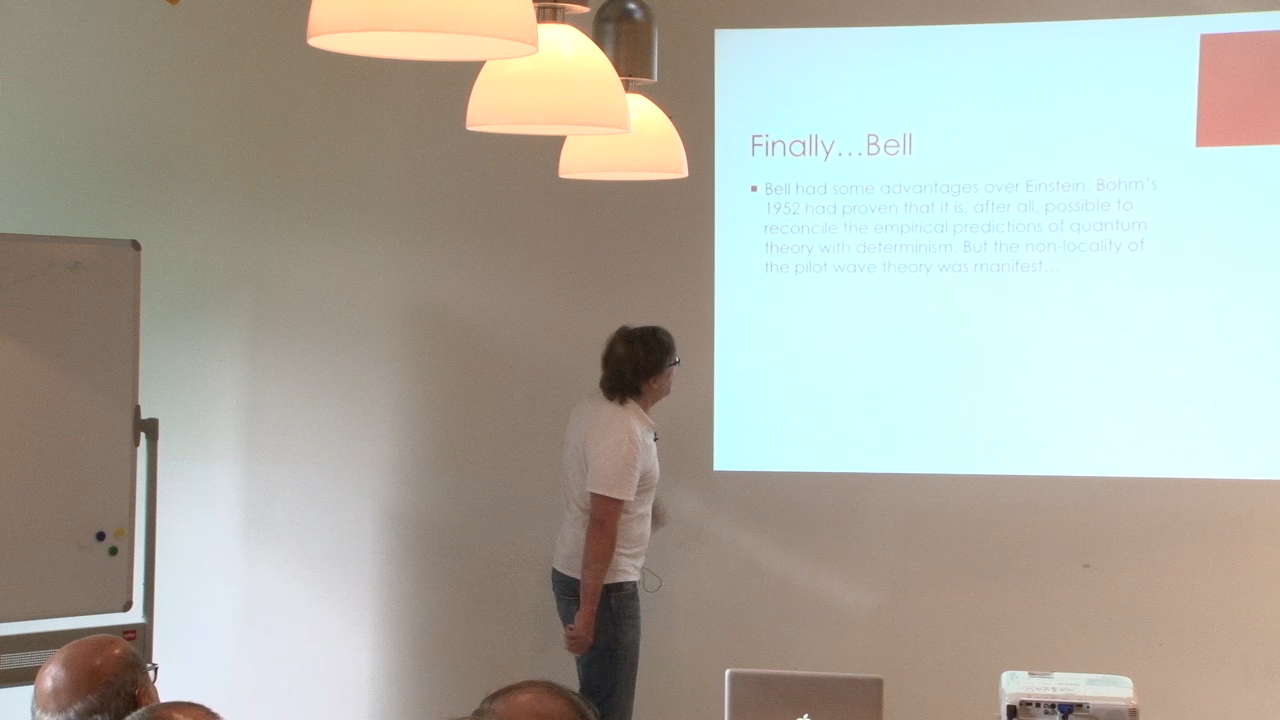 Finally…Bell
Bell had some advantages over Einstein. Bohm's
1952 had proven that it is, after all, possible to
reconcile the empirical predictions of quantum
theory with determinism. But the non-locality of
the pilot wave theory was manifest…